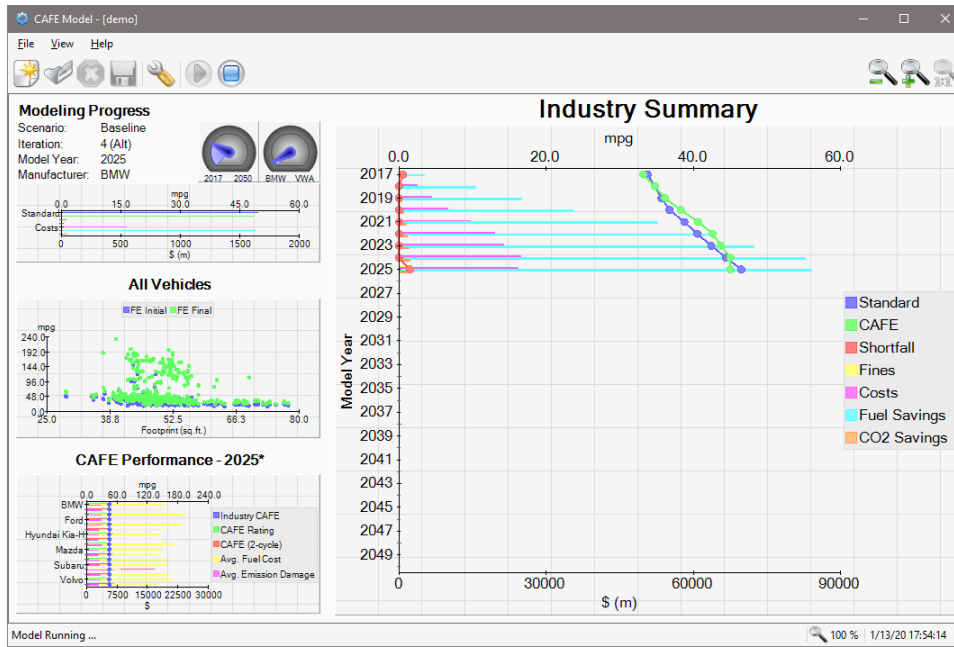 CAFE Model - [demo]
File View Help
1:1
Modeling Progress
Scenario: Baseline
Iteration: 4 (Alt)
Model Year: 2025
Manufacturer: BMW
2017 2050 BMW VWA
mpg
0.0 15.0 30.0 45.0 60.0
Standard
Costs
0 500 1000 1500 2000
$ (m)
All Vehicles
FE Initial FE Final
mpg
240.0
192.0
144.0
96.0
48.0
0.0
25.0 38.8 52.5 66.3 80.0
Footprint (sq.ft.)
CAFE Performance - 2025*
mpg
0.0 60.0 120.0 180.0 240.0
BMW
Ford
Hyundai Kia-H
Mazda
Subaru
Volvo
Industry CAFE
CAFE Rating
CAFE (2-cycle)
Avg. Fuel Cost
Avg. Emission Damage
0 7500 15000 22500 30000
$
Industry Summary
mpg
0.0 20.0 40.0 60.0
Model Year
2017
2019
2021
2023
2025
2027
2029
2031
2033
2035
2037
2039
2041
2043
2045
2047
2049
Standard
CAFE
Shortfall
Fines
Costs
Fuel Savings
CO2 Savings
0 30000 60000 90000
$ (m)
Model Running ...
100 % 1/13/20 17:54:14